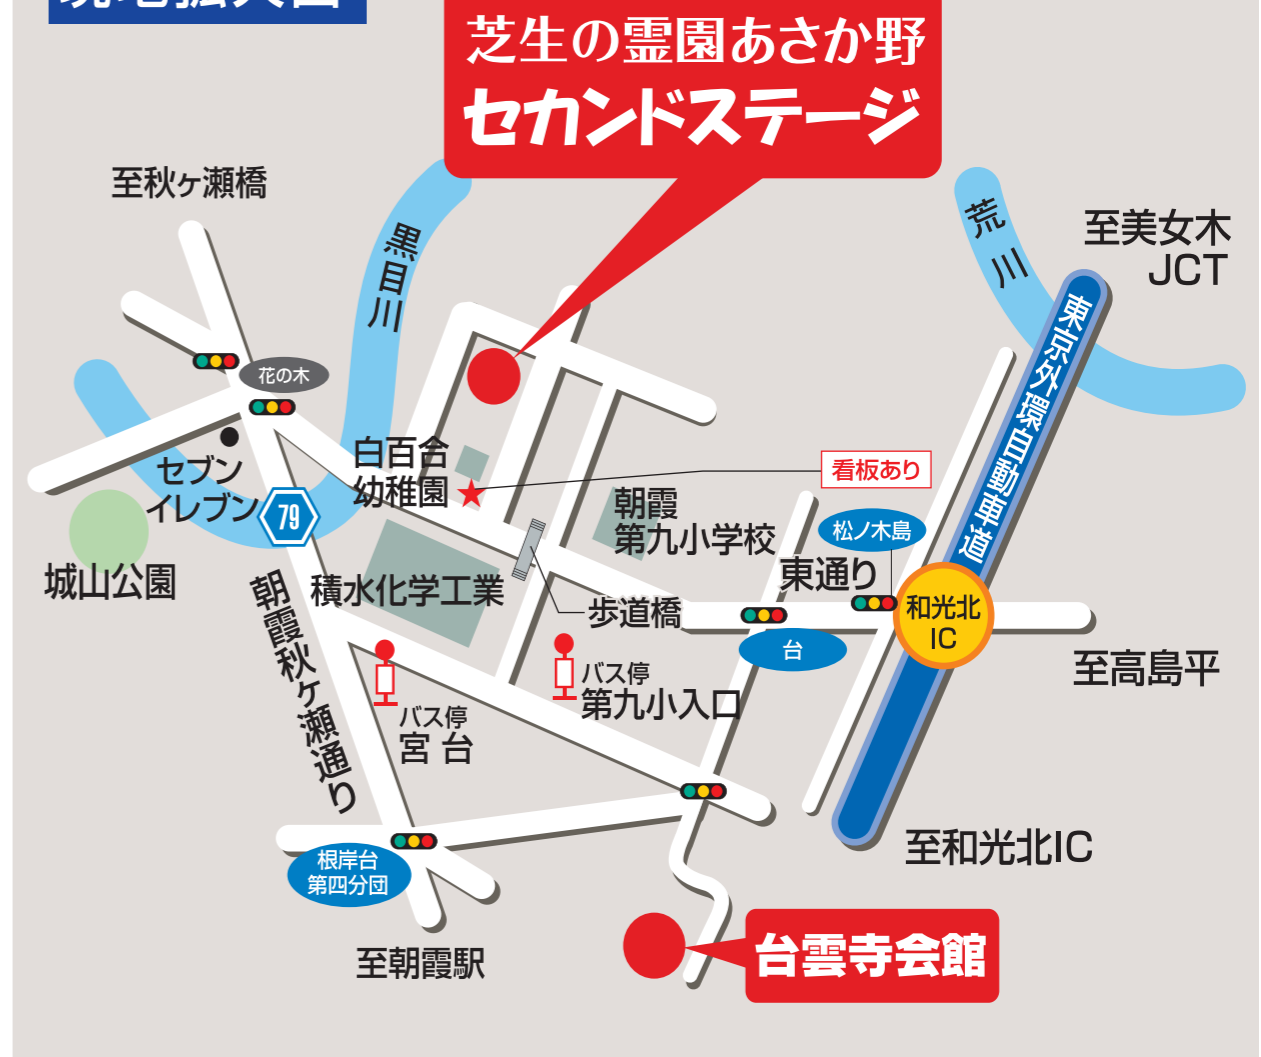 芝生の霊園あさか野
セカンドステージ
至秋ヶ瀬橋
黒目川
荒川
至美女木
JCT
東京外環自動車道
花の木
セブン
イレブン
79
白百合
幼稚園
看板あり
朝霞
第九小学校
松ノ木島
東通り
和光北
IC
城山公園
積水化学工業
歩道橋
台
至高島平
朝霞秋ヶ瀬通り
バス停
宮台
バス停
第九小入口
至和光北IC
根岸台
第四分団
至朝霞駅
台雲寺会館